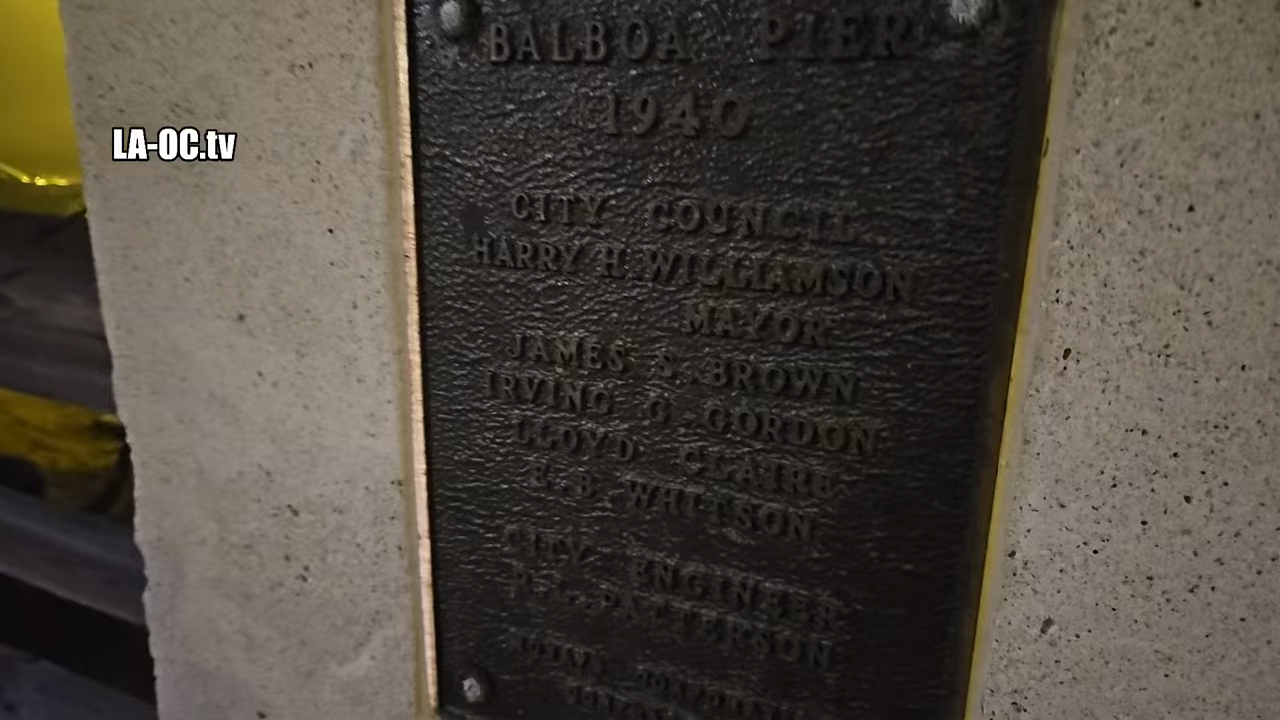 BALBOA PIER
1940
LA-OC.tv
CITY COUNCIL
HARRY H. WILLIAMSON
MAYOR
JAMES S. BROWN
IRVING G. GORDON
LLOYD CLAIRE
E. B. WHITSON
CITY ENGINEER
R. L. PATTERSON